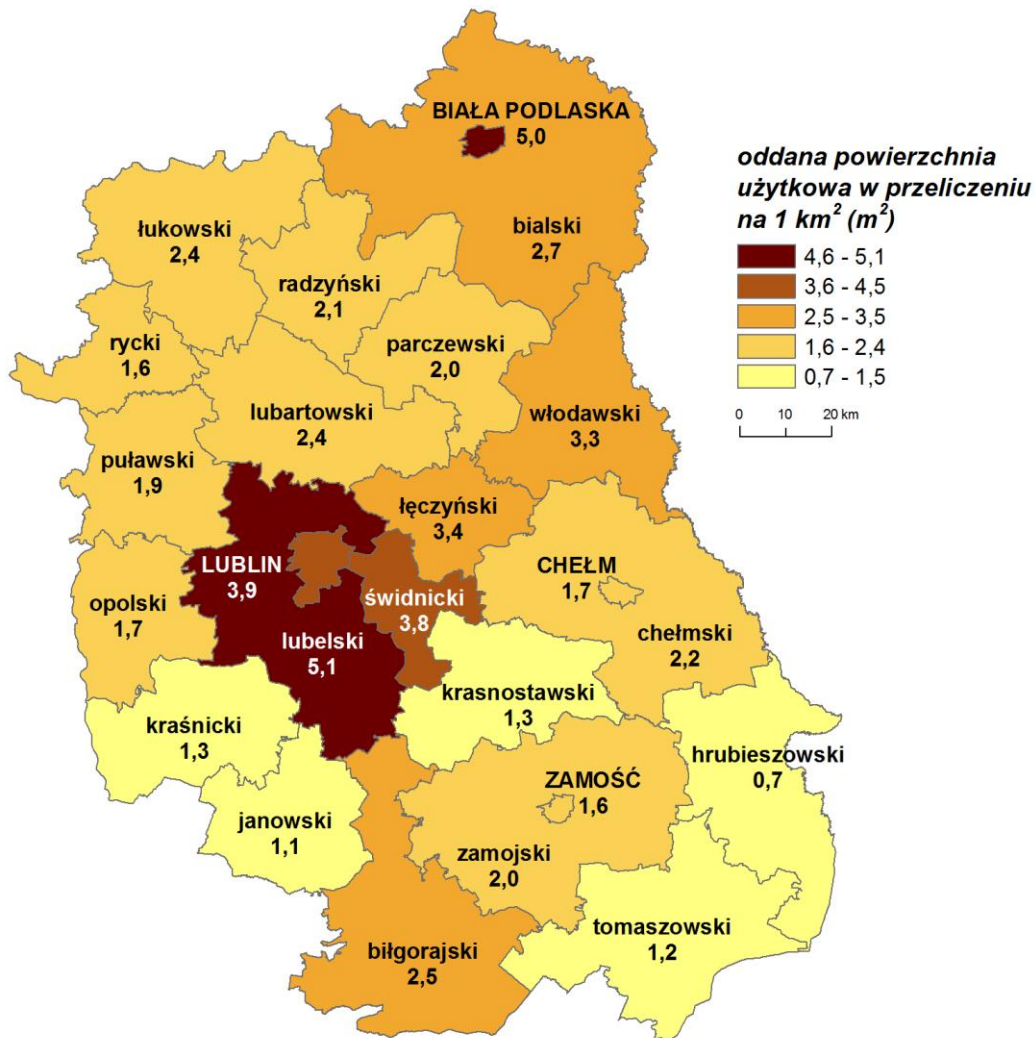 BIAŁA PODLASKA
5,0
oddana powierzchnia
użytkowa w przeliczeniu
na 1 km² (m²)
4,6 - 5,1
3,6 - 4,5
2,5 - 3,5
1,6 - 2,4
0,7 - 1,5
0 10 20 km
łukowski
2,4
bialski
2,7
radzyński
2,1
rycki
1,6
parczewski
2,0
lubartowski
2,4
włodawski
3,3
puławski
1,9
łęczyński
3,4
LUBLIN
3,9
CHEŁM
1,7
opolski
1,7
świdnicki
3,8
lubelski
5,1
chełmski
2,2
krasnostawski
1,3
kraśnicki
1,3
hrubieszowski
0,7
ZAMOŚĆ
1,6
janowski
1,1
zamojski
2,0
tomaszowski
1,2
biłgorajski
2,5